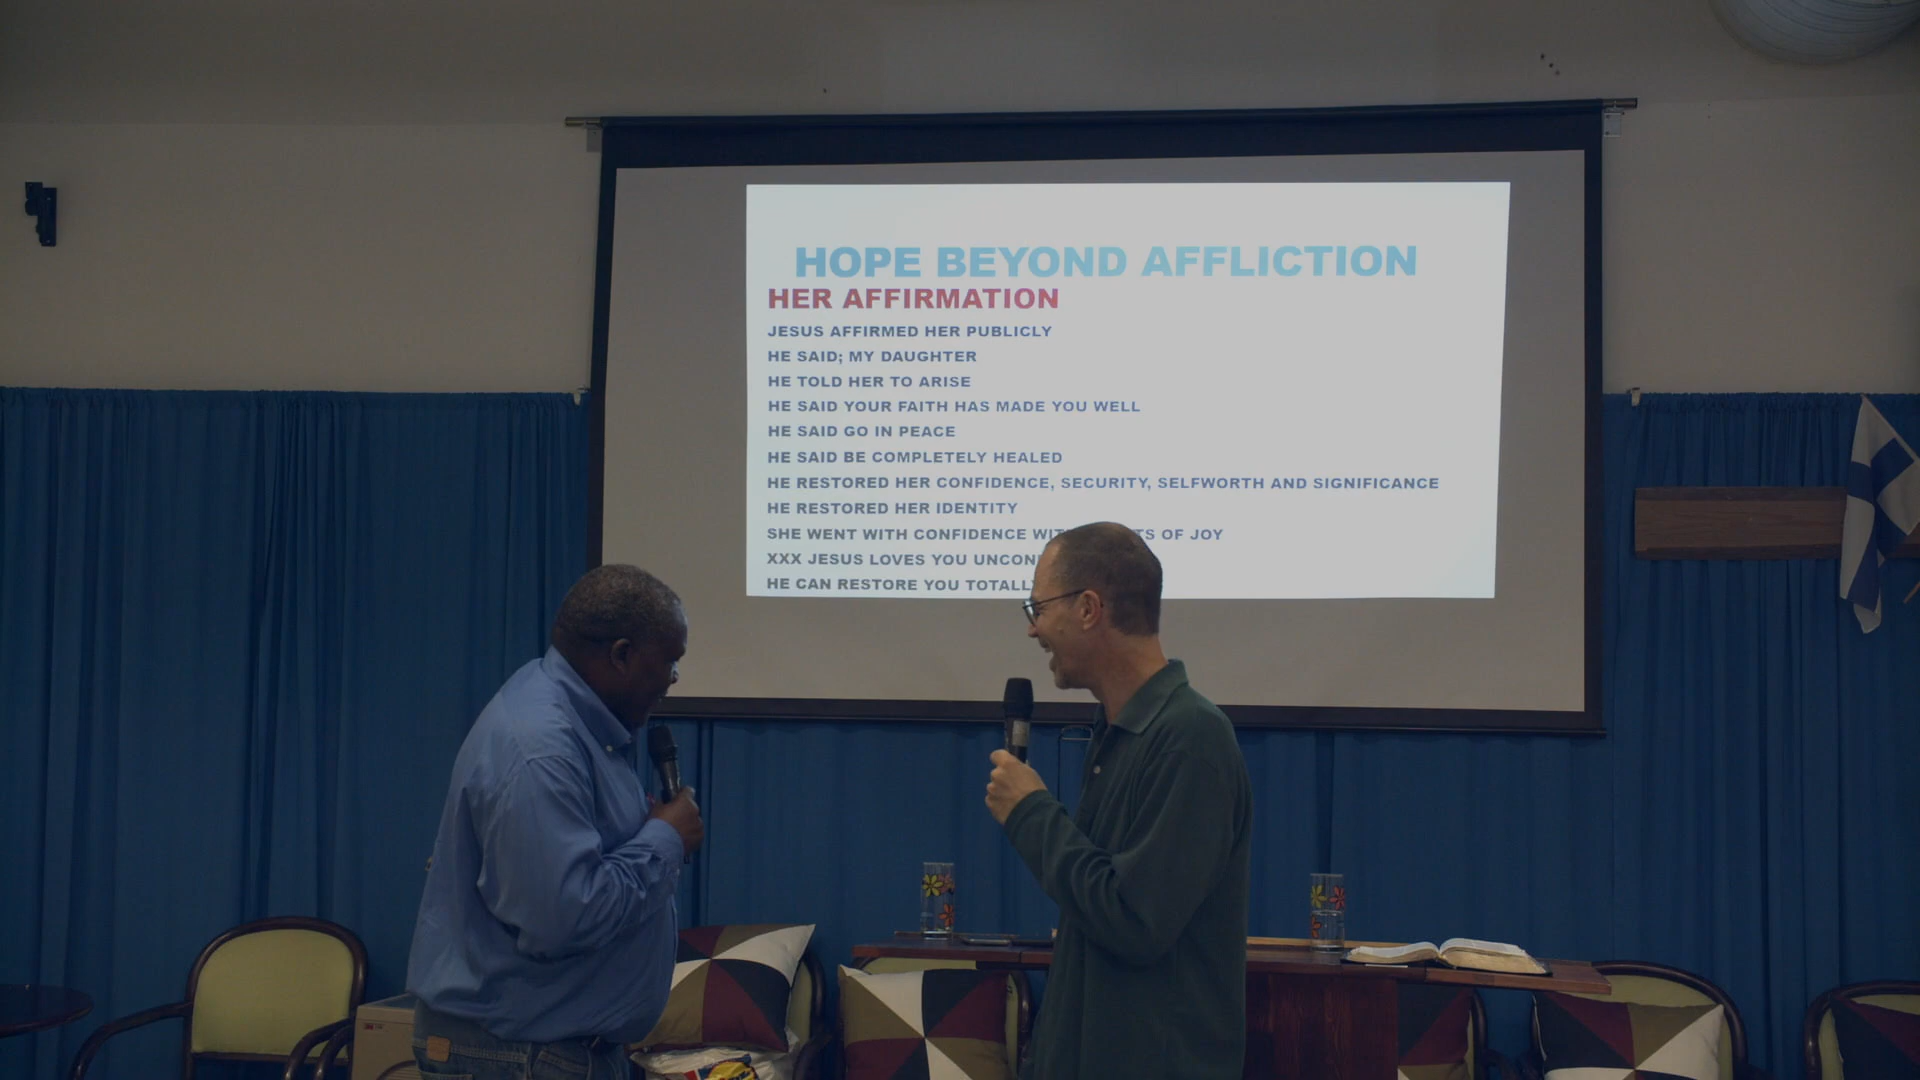 HOPE BEYOND AFFLICTION
HER AFFIRMATION
JESUS AFFIRMED HER PUBLICLY
HE SAID; MY DAUGHTER
HE TOLD HER TO ARISE
HE SAID YOUR FAITH HAS MADE YOU WELL
HE SAID GO IN PEACE
HE SAID BE COMPLETELY HEALED
HE RESTORED HER CONFIDENCE, SECURITY, SELFWORTH AND SIGNIFICANCE
HE RESTORED HER IDENTITY
SHE WENT WITH CONFIDENCE OF JOY
XXX JESUS LOVES YOU
HE CAN RESTORE YOU